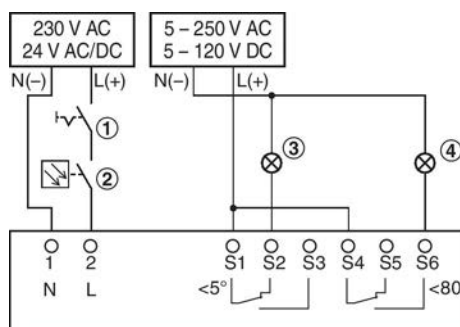 230 V AC
24 V AC/DC
5 – 250 V AC
5 – 120 V DC
N(–) L(+) N(–) L(+)
1
2
3
4
1 2 S1 S2 S3 S4 S5 S6
N L <5° <80